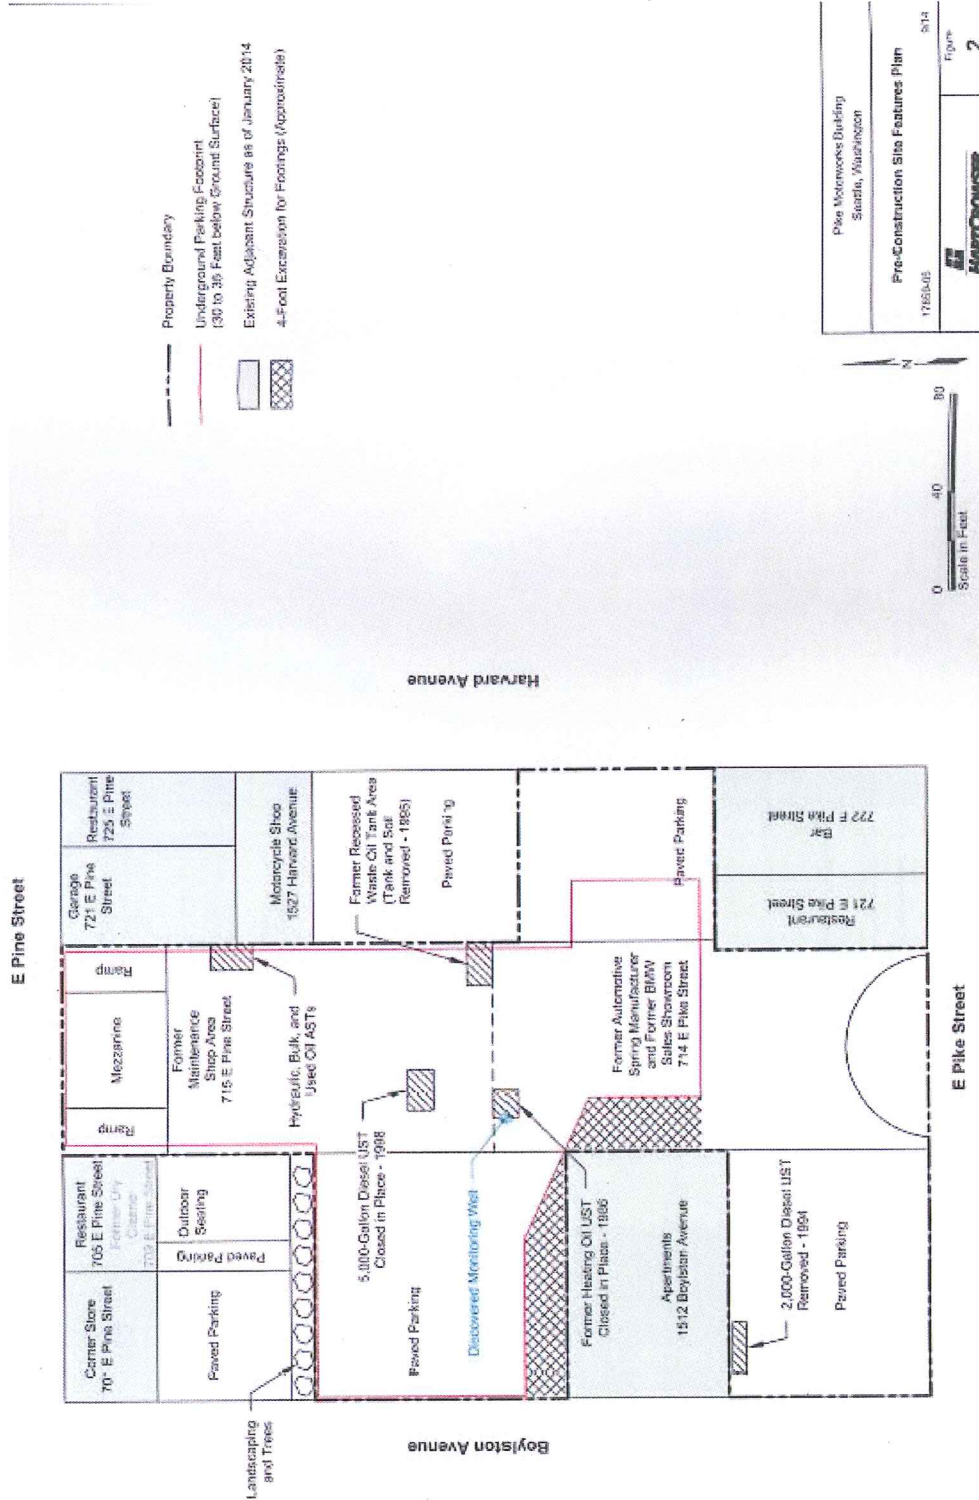 E Pine Street
Corner Store
Restaurant
705 E Pine Street
Cleaner
Paved Parking
Paved Parking
Outdoor
Seating
Landscaping
and Trees
Ramp
Mezzanine
Ramp
Former
Maintenance
Shop Area
715 E Pine Street
Hydraulic, Bulk, and
Used Oil ASTs
Garage
721 E Pine
Street
Restaurant
725 E Pine
Street
Motorcycle Shop
1527 Harvard Avenue
Former Recessed
Waste Oil Tank Area
(Tank and Soil
Removed - 1995)
Paved Parking
5,000-Gallon Diesel UST
Closed in Place - 1998
Paved Parking
Discovered Monitoring Well
Former Heating Oil UST
Closed in Place - 1986
Apartments
1512 Boylston Avenue
Former Automotive
Spring Manufacturer
and Former BMW
Sales Showroom
714 E Pike Street
Paved Parking
2,000-Gallon Diesel UST
Removed - 1994
Paved Parking
Restaurant
721 E Pike Street
Bar
722 E Pike Street
E Pike Street
Boylston Avenue
Harvard Avenue
Property Boundary
Underground Parking Footprint
(30 to 35 Feet below Ground Surface)
Existing Adjacent Structure as of January 2014
4-Foot Excavation for Footings (Approximate)
N
0 40 80
Scale in Feet
Pike Motorworks Building
Seattle, Washington
Pre-Construction Site Features Plan
9/14
HARTCROWSER
Figure
2